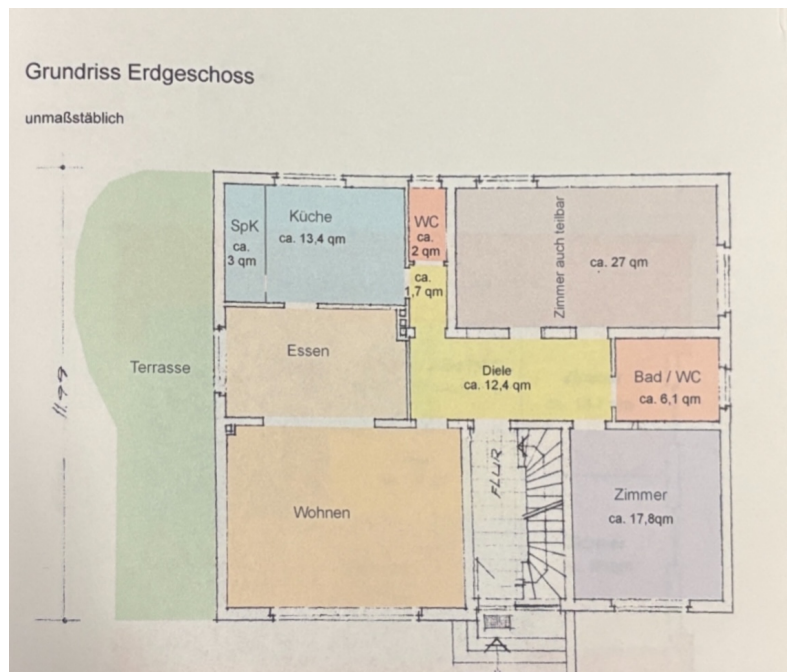 Grundriss Erdgeschoss
unmaßstäblich
SpK
ca.
3 qm
Küche
ca. 13,4 qm
WC
ca.
2 qm
ca.
1,7 qm
Zimmer auch teilbar
ca. 27 qm
Terrasse
Essen
Diele
ca. 12,4 qm
Bad / WC
ca. 6,1 qm
11.99
Wohnen
FLUR
Zimmer
ca. 17,8qm